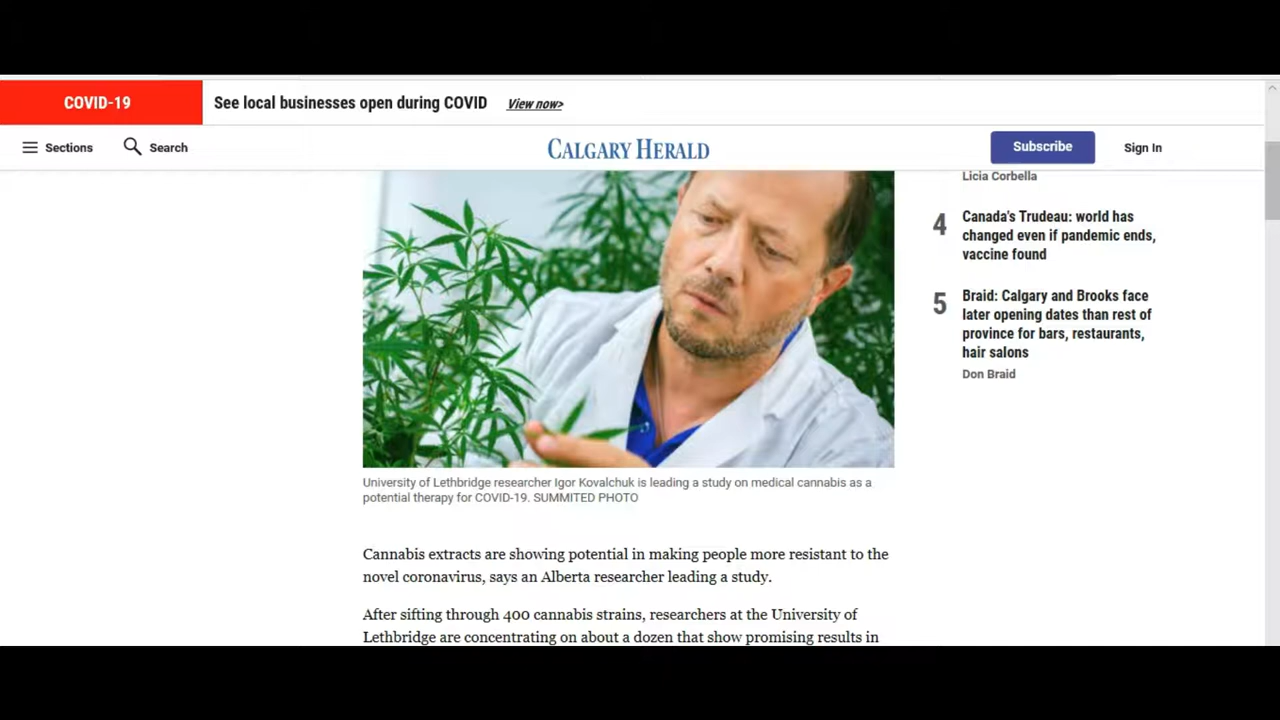 COVID-19
See local businesses open during COVID View now>
Sections
Search
CALGARY HERALD
Subscribe
Sign In
Licia Corbella
4 Canada's Trudeau: world has
changed even if pandemic ends,
vaccine found
5 Braid: Calgary and Brooks face
later opening dates than rest of
province for bars, restaurants,
hair salons
Don Braid
University of Lethbridge researcher Igor Kovalchuk is leading a study on medical cannabis as a
potential therapy for COVID-19. SUMMITED PHOTO
Cannabis extracts are showing potential in making people more resistant to the
novel coronavirus, says an Alberta researcher leading a study.
After sifting through 400 cannabis strains, researchers at the University of
Lethbridge are concentrating on about a dozen that show promising results in